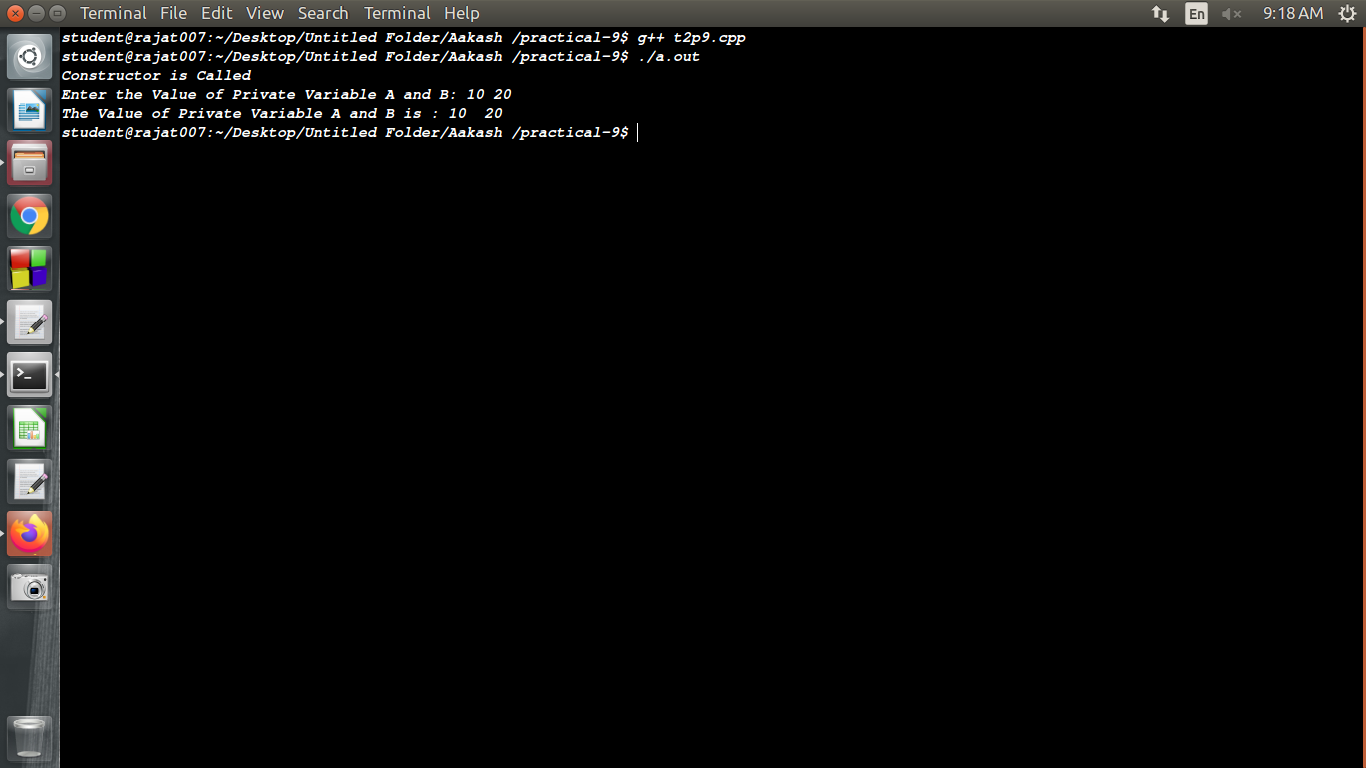 Terminal File Edit View Search Terminal Help En 9:18 AM
student@rajat007:~/Desktop/Untitled Folder/Aakash /practical-9$ g++ t2p9.cpp
student@rajat007:~/Desktop/Untitled Folder/Aakash /practical-9$ ./a.out
Constructor is Called
Enter the Value of Private Variable A and B: 10 20
The Value of Private Variable A and B is : 10  20
student@rajat007:~/Desktop/Untitled Folder/Aakash /practical-9$